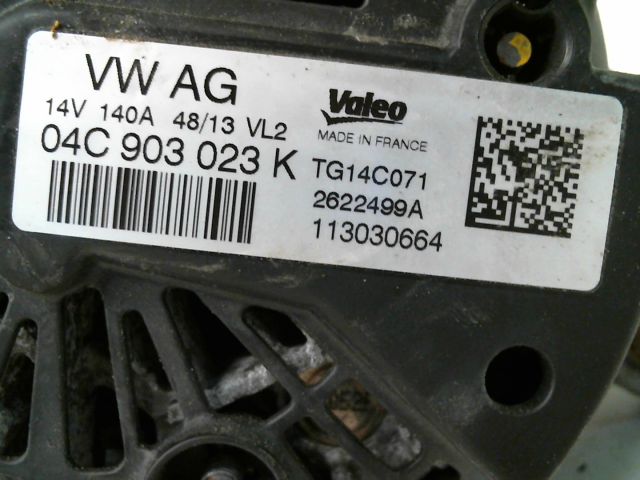 VW AG
14V 140A 48/13 VL2
04C 903 023 K
Valeo
MADE IN FRANCE
TG14C071
2622499A
113030664